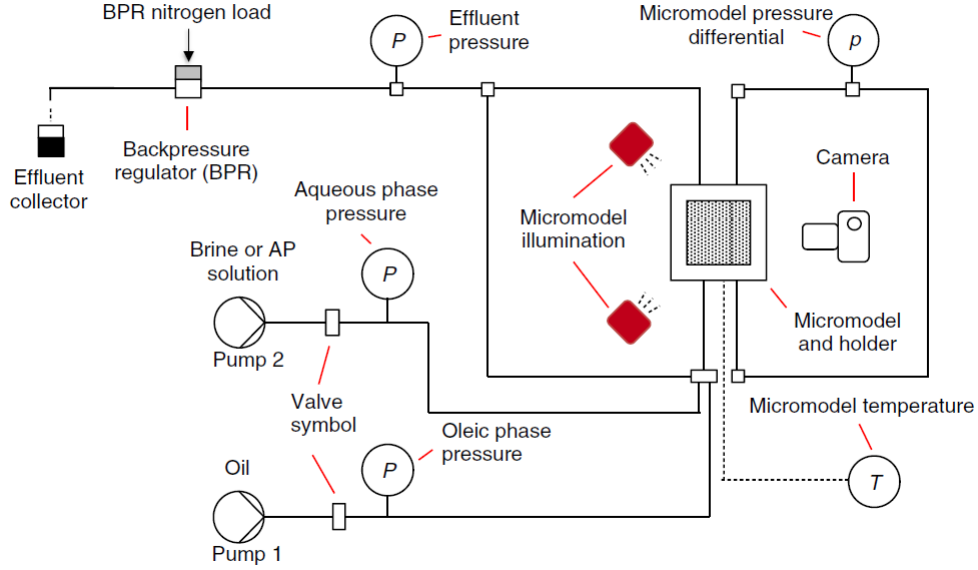 BPR nitrogen load
Effluent
pressure
P
Micromodel pressure
differential
p
Backpressure
regulator (BPR)
Effluent
collector
Aqueous phase
pressure
P
Micromodel
illumination
Camera
Brine or AP
solution
Pump 2
Micromodel
and holder
Valve
symbol
Micromodel temperature
T
Oleic phase
pressure
P
Oil
Pump 1